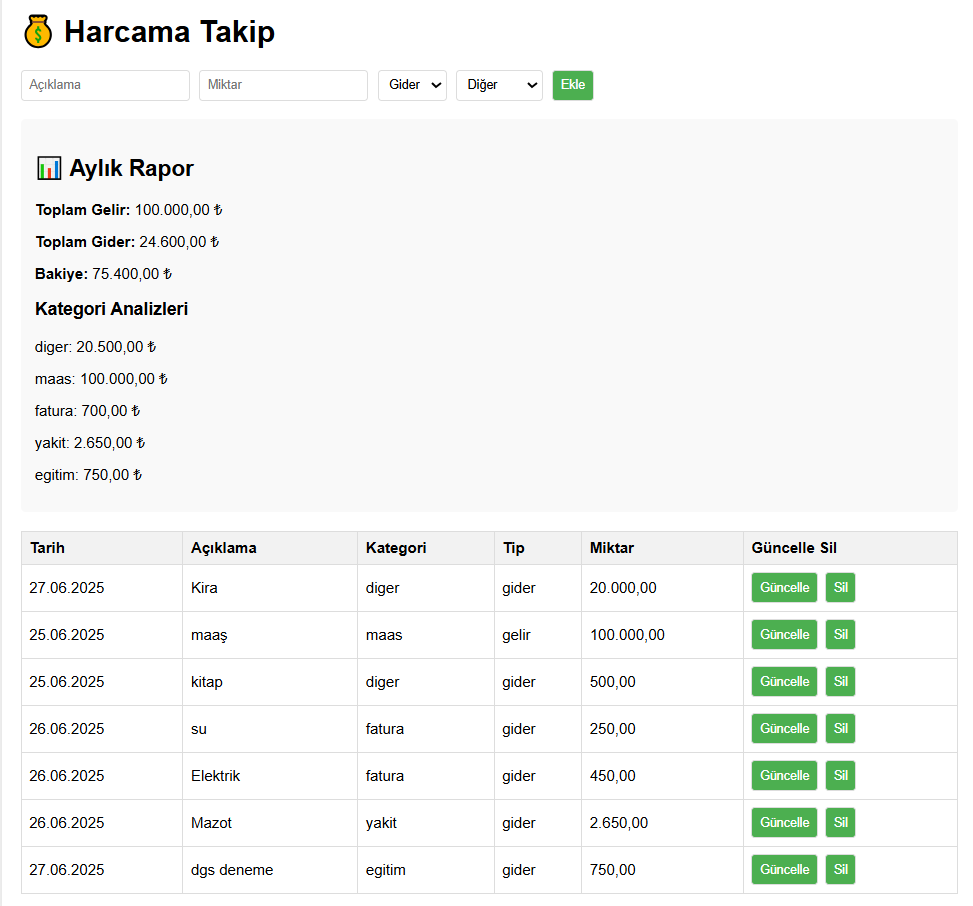 Harcama Takip
Açıklama Miktar Gider Diğer Ekle
Aylık Rapor
Toplam Gelir: 100.000,00 ₺
Toplam Gider: 24.600,00 ₺
Bakiye: 75.400,00 ₺
Kategori Analizleri
diger: 20.500,00 ₺
maas: 100.000,00 ₺
fatura: 700,00 ₺
yakit: 2.650,00 ₺
egitim: 750,00 ₺
Tarih Açıklama Kategori Tip Miktar Güncelle Sil
27.06.2025 Kira diger gider 20.000,00 Güncelle Sil
25.06.2025 maaş maas gelir 100.000,00 Güncelle Sil
25.06.2025 kitap diger gider 500,00 Güncelle Sil
26.06.2025 su fatura gider 250,00 Güncelle Sil
26.06.2025 Elektrik fatura gider 450,00 Güncelle Sil
26.06.2025 Mazot yakit gider 2.650,00 Güncelle Sil
27.06.2025 dgs deneme egitim gider 750,00 Güncelle Sil